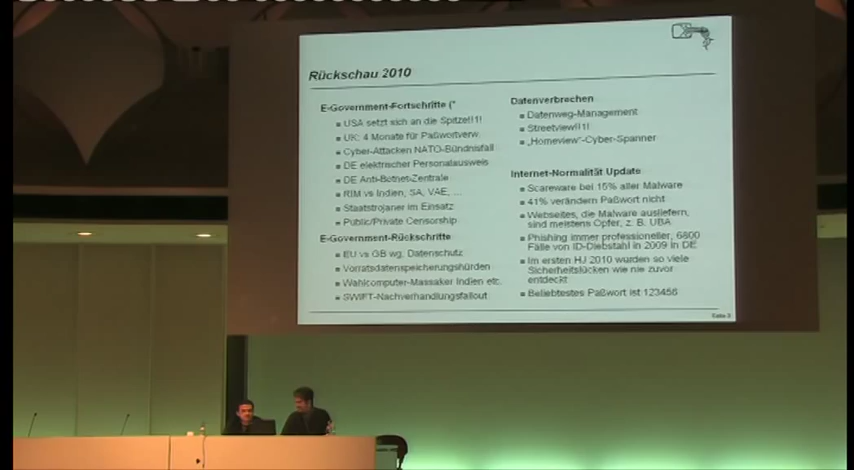 Rückschau 2010
E-Government-Fortschritte (*
USA setzt sich an die Spitze!!1!
UK: 4 Monate für Paßwortverw.
Cyber-Attacken NATO-Bündnisfall
DE elektrischer Personalausweis
DE Anti-Botnet-Zentrale
RIM vs Indien, SA, VAE, ...
Staatstrojaner im Einsatz
Public/Private Censorship
E-Government-Rückschritte
EU vs GB wg. Datenschutz
Vorratsdatenspeicherungshürden
Wahlcomputer-Massaker Indien etc.
SWIFT-Nachverhandlungsfallout
Datenverbrechen
Datenweg-Management
Streetview!!1!
„Homeview“-Cyber-Spanner
Internet-Normalität Update
Scareware bei 15% aller Malware
41% verändern Paßwort nicht
Webseites, die Malware ausliefern,
sind meistens Opfer, z. B. UBA
Phishing immer professioneller, 6800
Fälle von ID-Diebstahl in 2009 in DE
Im ersten HJ 2010 wurden so viele
Sicherheitslücken wie nie zuvor
entdeckt
Beliebtestes Paßwort ist 123456